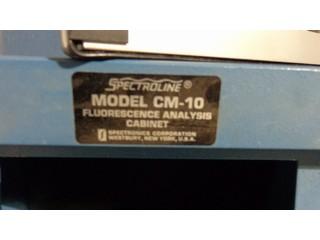 SPECTROLINE®
MODEL CM-10
FLUORESCENCE ANALYSIS
CABINET
SPECTRONICS CORPORATION
WESTBURY, NEW YORK, U.S.A.